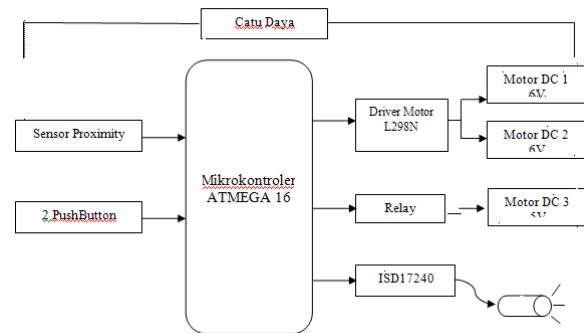 Catu Daya
Sensor Proximity
2 PushButton
Mikrokontroler
ATMEGA 16
Driver Motor
L298N
Motor DC 1
6V
Motor DC 2
6V
Relay
Motor DC 3
ISD17240